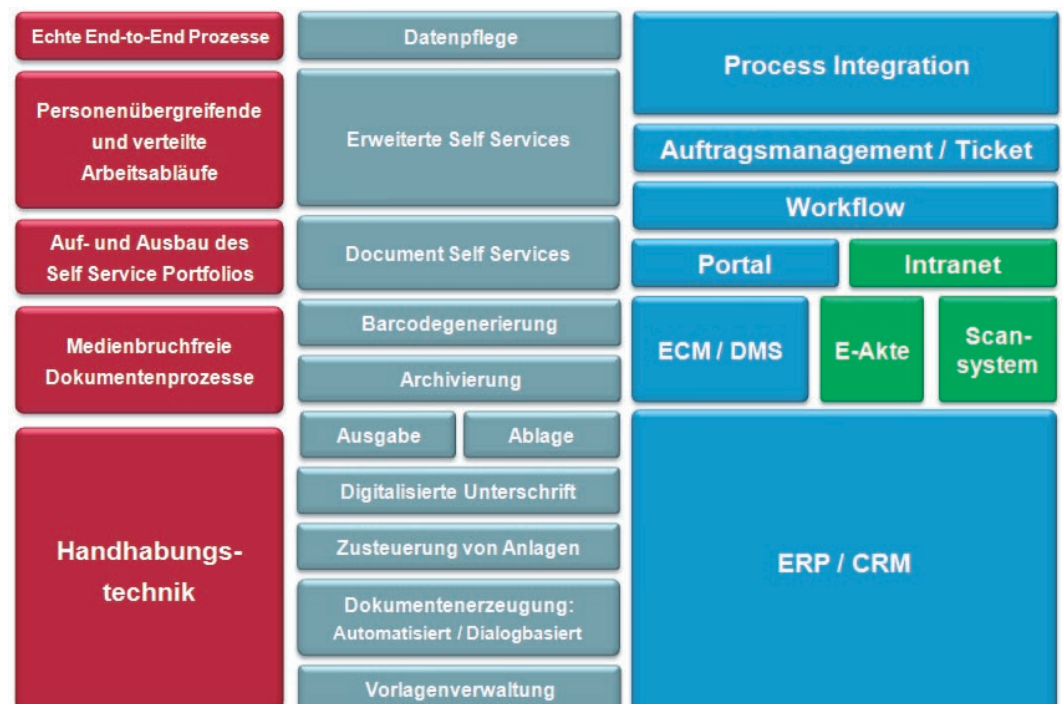 Echte End-to-End Prozesse
Personenübergreifende
und verteilte
Arbeitsabläufe
Auf- und Ausbau des
Self Service Portfolios
Medienbruchfreie
Dokumentenprozesse
Handhabungs-
technik
Datenpflege
Erweiterte Self Services
Document Self Services
Barcodegenerierung
Archivierung
Ausgabe
Ablage
Digitalisierte Unterschrift
Zusteuerung von Anlagen
Dokumentenerzeugung:
Automatisiert / Dialogbasiert
Vorlagenverwaltung
Process Integration
Auftragsmanagement / Ticket
Workflow
Portal
Intranet
ECM / DMS
E-Akte
Scan-
system
ERP / CRM